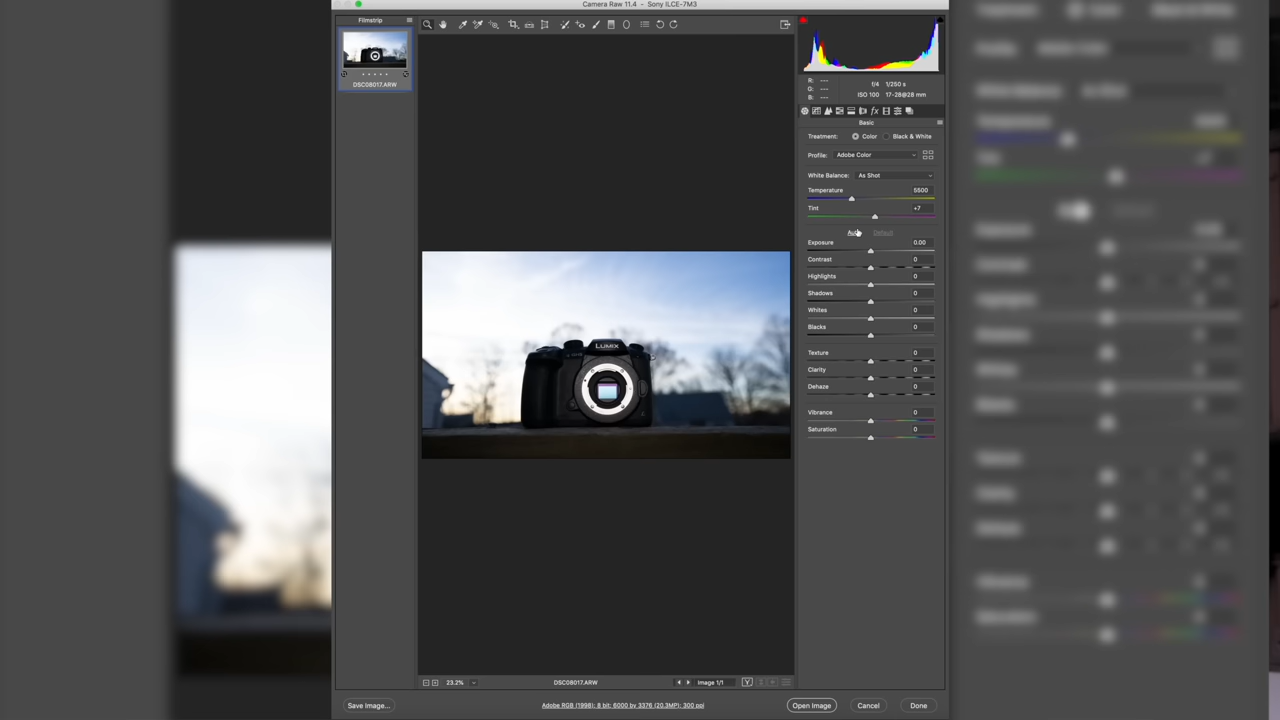 Camera Raw 11.4 - Sony ILCE-7M3
Filmstrip
DSC08017.ARW
R: ---
G: ---
B: ---
f/4 1/250 s
ISO 100 17-28@28 mm
fx
Basic
Treatment: Color Black & White
Profile: Adobe Color
White Balance: As Shot
Temperature 5500
Tint +7
Auto Default
Exposure 0.00
Contrast 0
Highlights 0
Shadows 0
Whites 0
Blacks 0
Texture 0
Clarity 0
Dehaze 0
Vibrance 0
Saturation 0
LUMIX
23.2% DSC08017.ARW Image 1/1 Y
Save Image... Adobe RGB (1998); 8 bit; 6000 by 3376 (20.3MP); 300 ppi Open Image Cancel Done